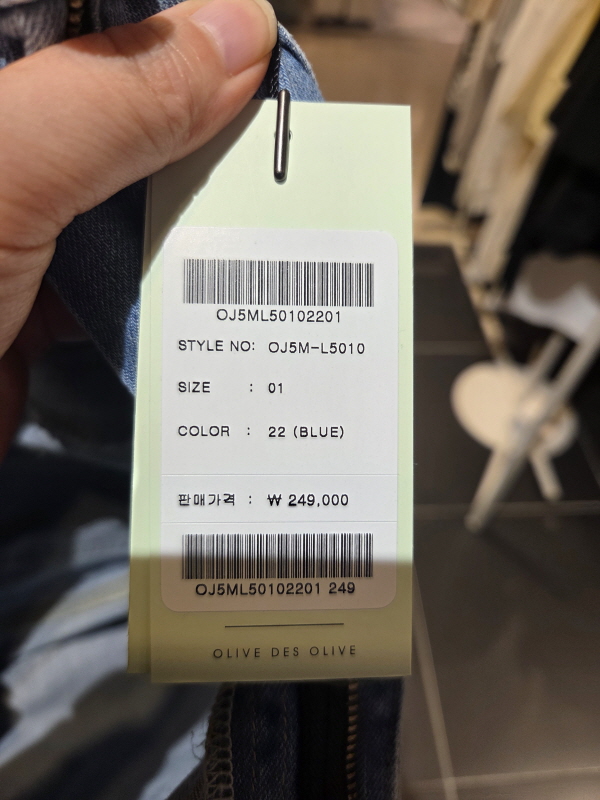 OJ5ML50102201
STYLE NO: OJ5M-L5010
SIZE : 01
COLOR : 22 (BLUE)
판매가격 : ₩ 249,000
OJ5ML50102201 249
OLIVE DES OLIVE